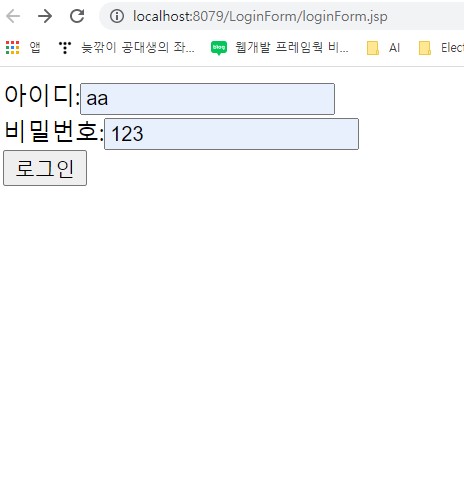 localhost:8079/LoginForm/loginForm.jsp
앱 늦깎이 공대생의 좌... blog 웹개발 프레임웍 비... AI Elect
아이디: aa
비밀번호: 123
로그인